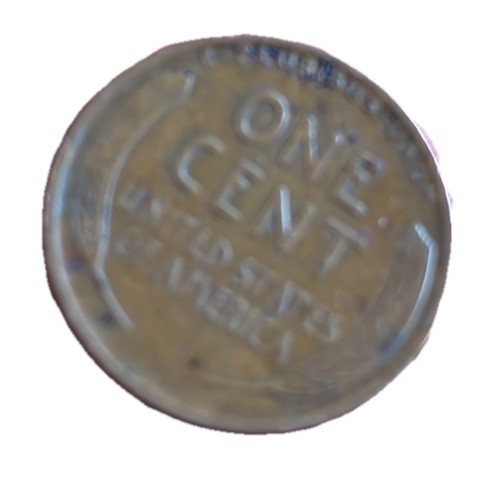 ONE
CENT
UNITED STATES
OF AMERICA